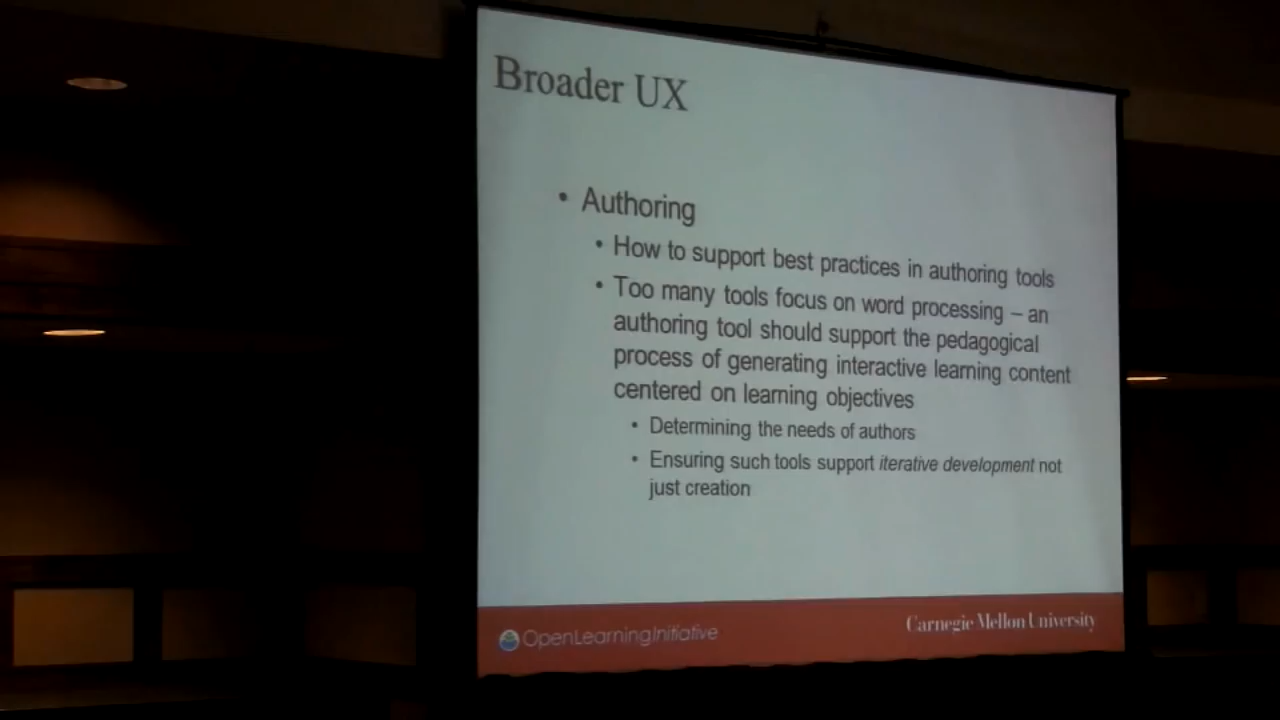 Broader UX
• Authoring
• How to support best practices in authoring tools
• Too many tools focus on word processing – an
authoring tool should support the pedagogical
process of generating interactive learning content
centered on learning objectives
• Determining the needs of authors
• Ensuring such tools support iterative development not
just creation
OpenLearningInitiative
Carnegie Mellon University